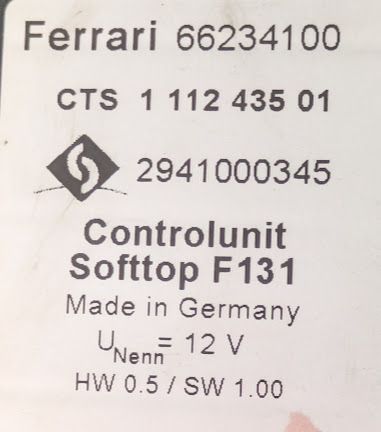 Ferrari 66234100
CTS 1 112 435 01
2941000345
Controlunit
Softtop F131
Made in Germany
UNenn = 12 V
HW 0.5 / SW 1.00